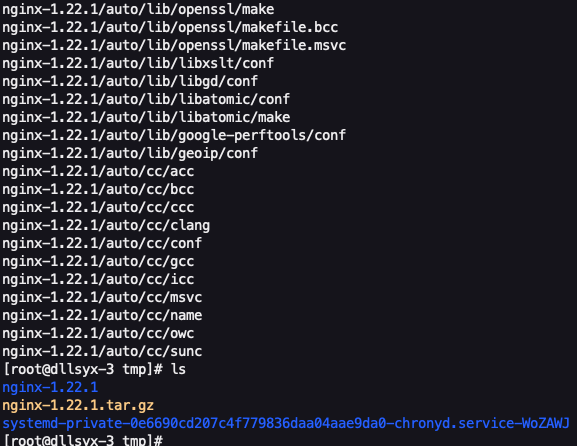 nginx-1.22.1/auto/lib/openssl/make
nginx-1.22.1/auto/lib/openssl/makefile.bcc
nginx-1.22.1/auto/lib/openssl/makefile.msvc
nginx-1.22.1/auto/lib/libxslt/conf
nginx-1.22.1/auto/lib/libgd/conf
nginx-1.22.1/auto/lib/libatomic/conf
nginx-1.22.1/auto/lib/libatomic/make
nginx-1.22.1/auto/lib/google-perftools/conf
nginx-1.22.1/auto/lib/geoip/conf
nginx-1.22.1/auto/cc/acc
nginx-1.22.1/auto/cc/bcc
nginx-1.22.1/auto/cc/ccc
nginx-1.22.1/auto/cc/clang
nginx-1.22.1/auto/cc/conf
nginx-1.22.1/auto/cc/gcc
nginx-1.22.1/auto/cc/icc
nginx-1.22.1/auto/cc/msvc
nginx-1.22.1/auto/cc/name
nginx-1.22.1/auto/cc/owc
nginx-1.22.1/auto/cc/sunc
[root@dllsyx-3 tmp]# ls
nginx-1.22.1
nginx-1.22.1.tar.gz
systemd-private-0e6690cd207c4f779836daa04aae9da0-chronyd.service-WoZAWJ
[root@dllsyx-3 tmp]#